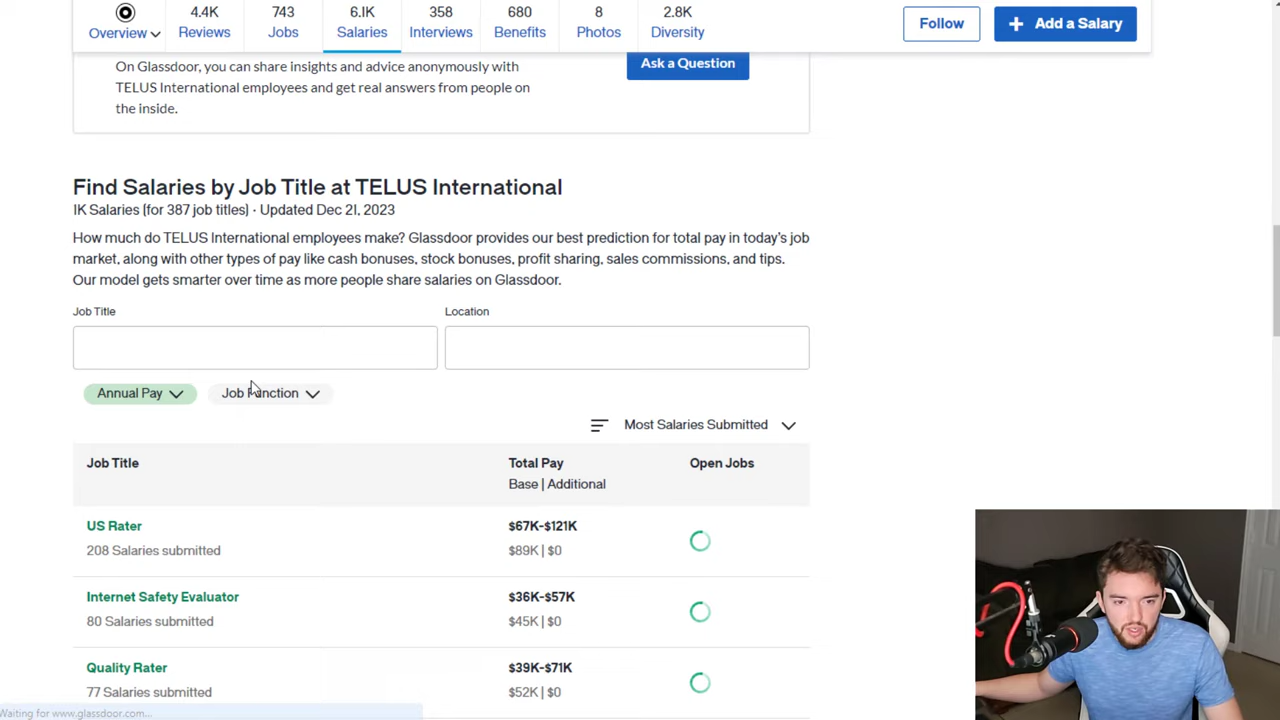 4.4K
743
6.1K
358
680
8
2.8K
Overview
Reviews
Jobs
Salaries
Interviews
Benefits
Photos
Diversity
Follow
+ Add a Salary
On Glassdoor, you can share insights and advice anonymously with
TELUS International employees and get real answers from people on
the inside.
Ask a Question
Find Salaries by Job Title at TELUS International
1K Salaries (for 387 job titles) · Updated Dec 21, 2023
How much do TELUS International employees make? Glassdoor provides our best prediction for total pay in today's job
market, along with other types of pay like cash bonuses, stock bonuses, profit sharing, sales commissions, and tips.
Our model gets smarter over time as more people share salaries on Glassdoor.
Job Title
Location
Annual Pay
Job Function
Most Salaries Submitted
Job Title
Total Pay
Open Jobs
Base | Additional
US Rater
$67K-$121K
208 Salaries submitted
$89K | $0
Internet Safety Evaluator
$36K-$57K
80 Salaries submitted
$45K | $0
Quality Rater
$39K-$71K
77 Salaries submitted
$52K | $0
Waiting for www.glassdoor.com...